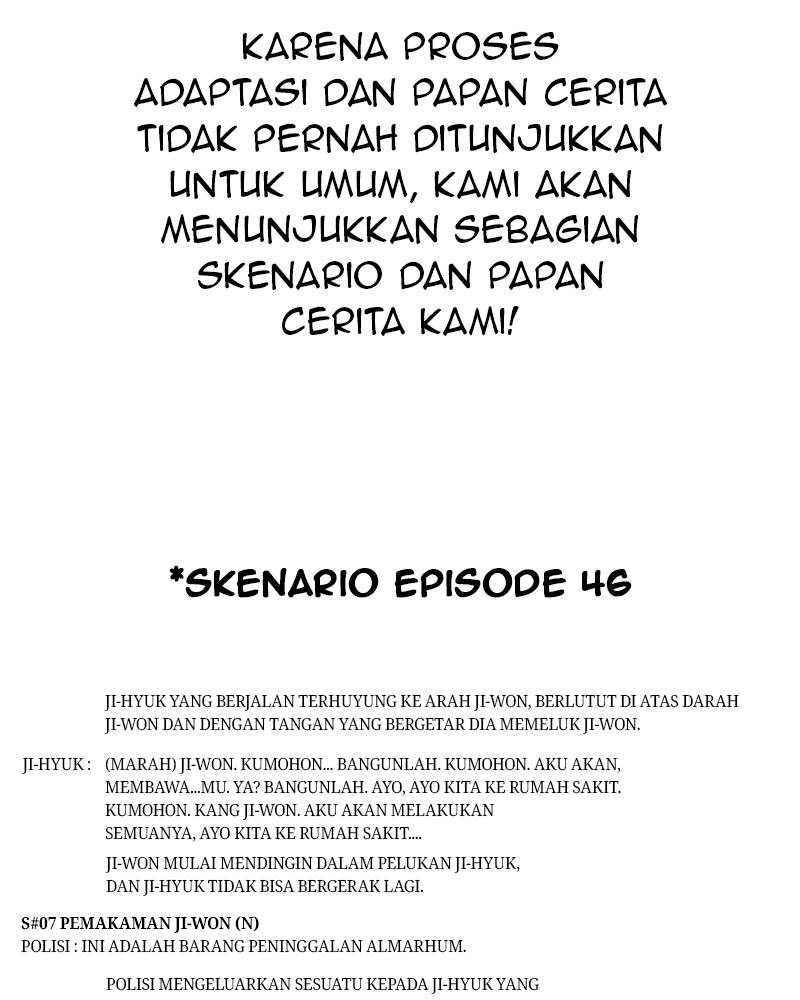 KARENA PROSES
ADAPTASI DAN PAPAN CERITA
TIDAK PERNAH DITUNJUKKAN
UNTUK UMUM, KAMI AKAN
MENUNJUKKAN SEBAGIAN
SKENARIO DAN PAPAN
CERITA KAMI!
*SKENARIO EPISODE 46
JI-HYUK YANG BERJALAN TERHUYUNG KE ARAH JI-WON, BERLUTUT DI ATAS DARAH
JI-WON DAN DENGAN TANGAN YANG BERGETAR DIA MEMELUK JI-WON.
JI-HYUK : (MARAH) JI-WON. KUMOHON... BANGUNLAH. KUMOHON. AKU AKAN,
MEMBAWA...MU. YA? BANGUNLAH. AYO, AYO KITA KE RUMAH SAKIT.
KUMOHON. KANG JI-WON. AKU AKAN MELAKUKAN
SEMUANYA, AYO KITA KE RUMAH SAKIT....
JI-WON MULAI MENDINGIN DALAM PELUKAN JI-HYUK,
DAN JI-HYUK TIDAK BISA BERGERAK LAGI.
S#07 PEMAKAMAN JI-WON (N)
POLISI : INI ADALAH BARANG PENINGGALAN ALMARHUM.
POLISI MENGELUARKAN SESUATU KEPADA JI-HYUK YANG